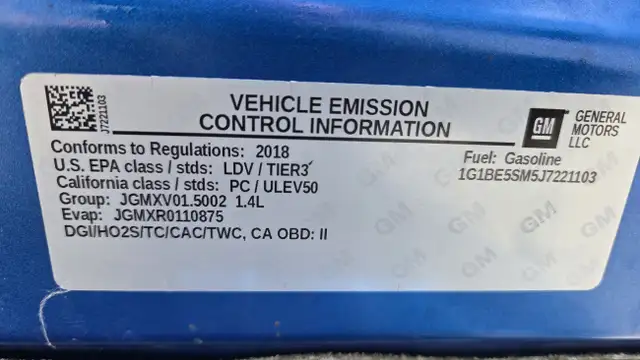 J7221103
VEHICLE EMISSION
CONTROL INFORMATION
GM
GENERAL
MOTORS
LLC
Conforms to Regulations: 2018
U.S. EPA class / stds: LDV / TIER3
California class / stds: PC / ULEV50
Group: JGMXV01.5002 1.4L
Evap: JGMXR0110875
DGI/HO2S/TC/CAC/TWC, CA OBD: II
Fuel: Gasoline
1G1BE5SM5J7221103